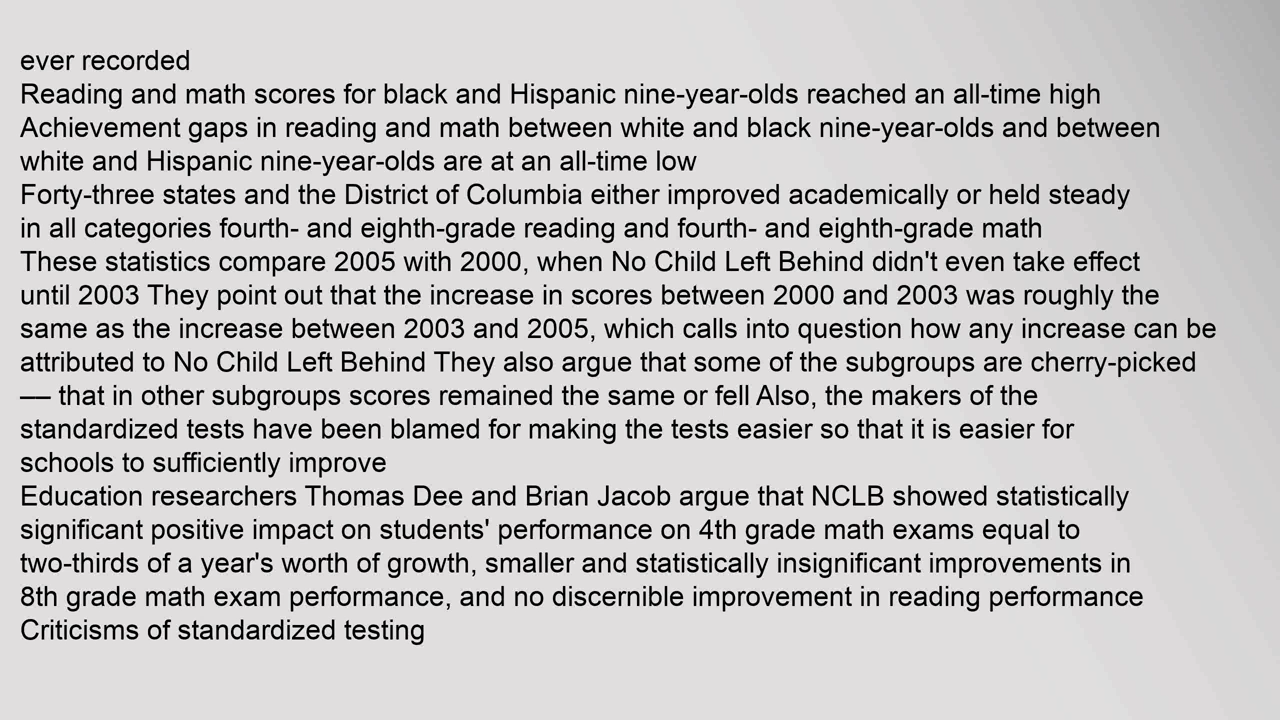 ever recorded
Reading and math scores for black and Hispanic nine-year-olds reached an all-time high
Achievement gaps in reading and math between white and black nine-year-olds and between
white and Hispanic nine-year-olds are at an all-time low
Forty-three states and the District of Columbia either improved academically or held steady
in all categories fourth- and eighth-grade reading and fourth- and eighth-grade math
These statistics compare 2005 with 2000, when No Child Left Behind didn't even take effect
until 2003 They point out that the increase in scores between 2000 and 2003 was roughly the
same as the increase between 2003 and 2005, which calls into question how any increase can be
attributed to No Child Left Behind They also argue that some of the subgroups are cherry-picked
—– that in other subgroups scores remained the same or fell Also, the makers of the
standardized tests have been blamed for making the tests easier so that it is easier for
schools to sufficiently improve
Education researchers Thomas Dee and Brian Jacob argue that NCLB showed statistically
significant positive impact on students' performance on 4th grade math exams equal to
two-thirds of a year's worth of growth, smaller and statistically insignificant improvements in
8th grade math exam performance, and no discernible improvement in reading performance
Criticisms of standardized testing